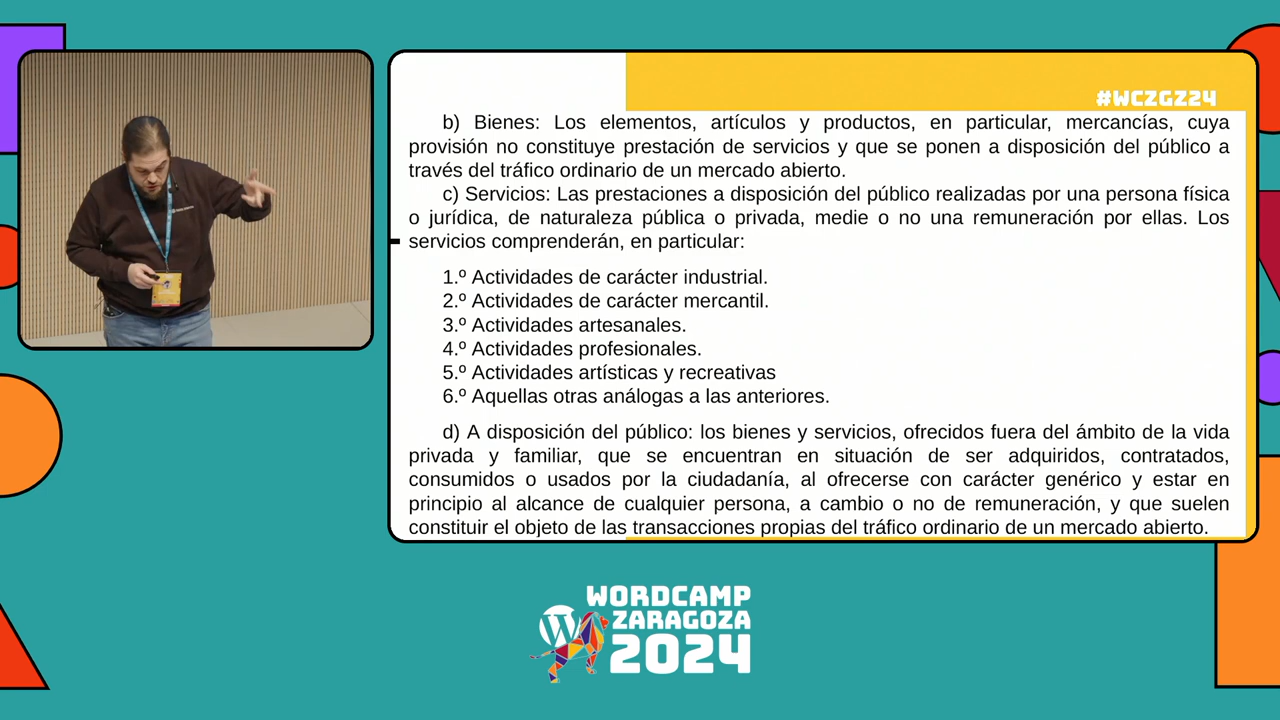 #WCZGZ24
b) Bienes: Los elementos, artículos y productos, en particular, mercancías, cuya
provisión no constituye prestación de servicios y que se ponen a disposición del público a
través del tráfico ordinario de un mercado abierto.
c) Servicios: Las prestaciones a disposición del público realizadas por una persona física
o jurídica, de naturaleza pública o privada, medie o no una remuneración por ellas. Los
servicios comprenderán, en particular:
1.º Actividades de carácter industrial.
2.º Actividades de carácter mercantil.
3.º Actividades artesanales.
4.º Actividades profesionales.
5.º Actividades artísticas y recreativas
6.º Aquellas otras análogas a las anteriores.
d) A disposición del público: los bienes y servicios, ofrecidos fuera del ámbito de la vida
privada y familiar, que se encuentran en situación de ser adquiridos, contratados,
consumidos o usados por la ciudadanía, al ofrecerse con carácter genérico y estar en
principio al alcance de cualquier persona, a cambio o no de remuneración, y que suelen
constituir el objeto de las transacciones propias del tráfico ordinario de un mercado abierto.
WORDCAMP
ZARAGOZA
2024